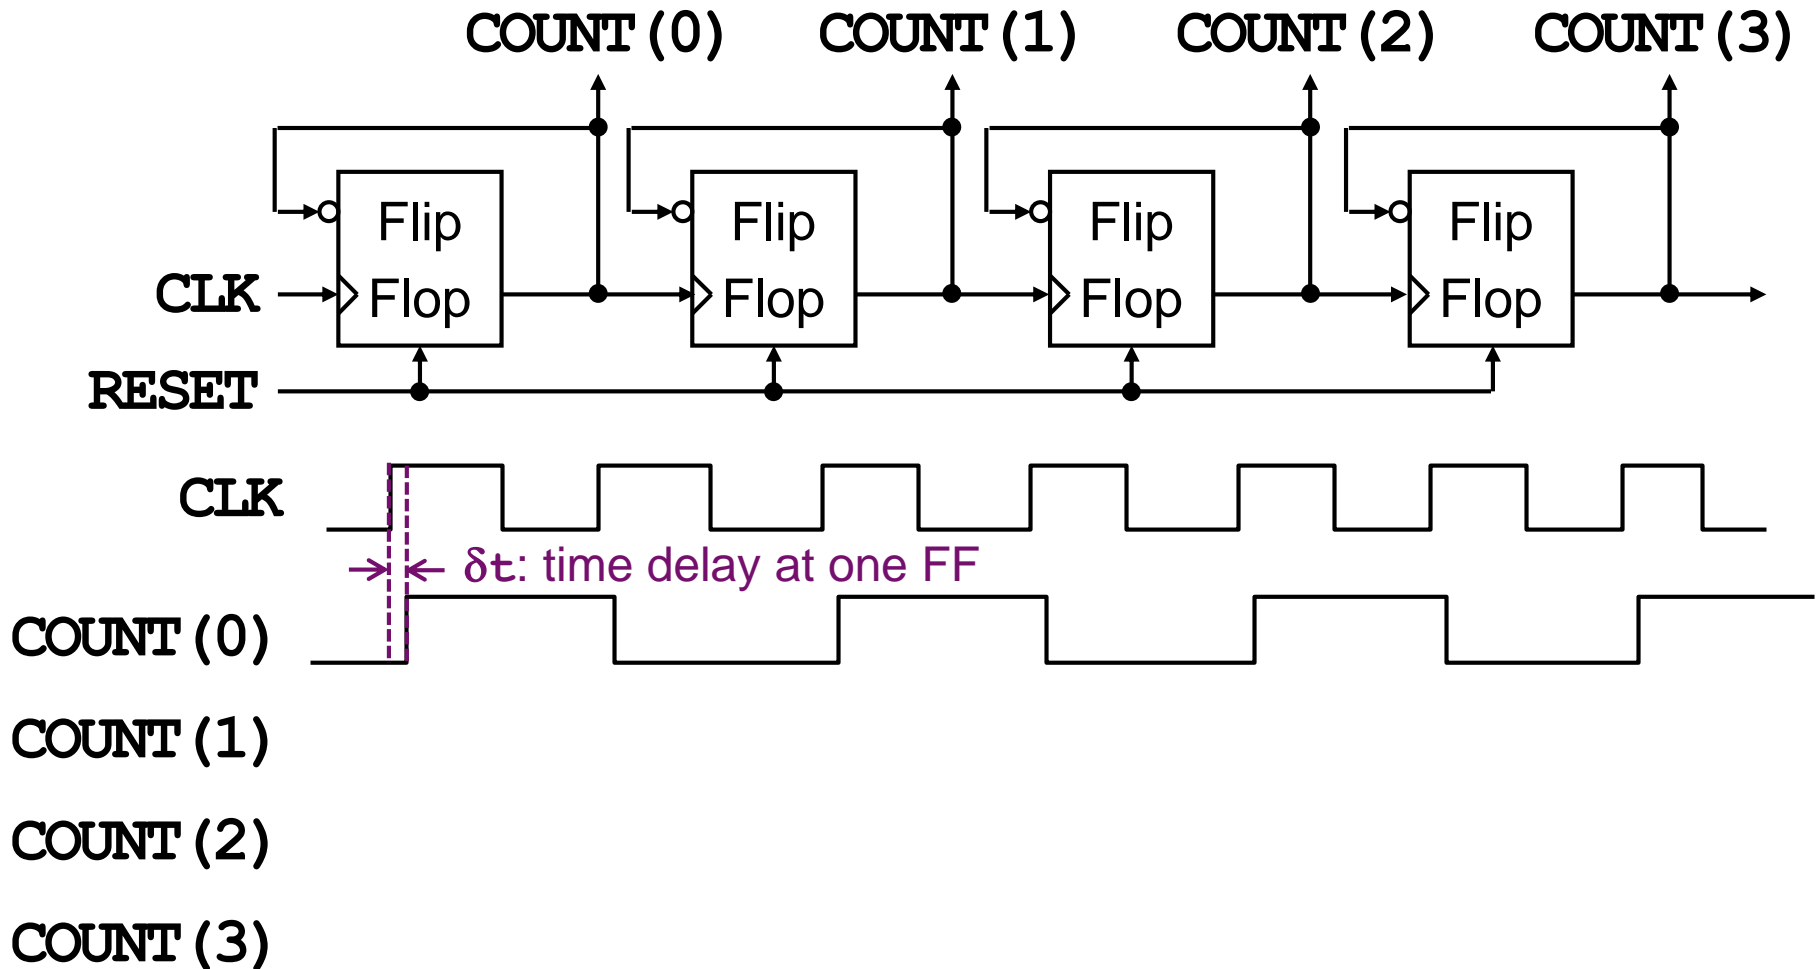 COUNT(0) COUNT(1) COUNT(2) COUNT(3)
Flip Flip Flip Flip
CLK Flop Flop Flop Flop
RESET
CLK
δt: time delay at one FF
COUNT(0)
COUNT(1)
COUNT(2)
COUNT(3)